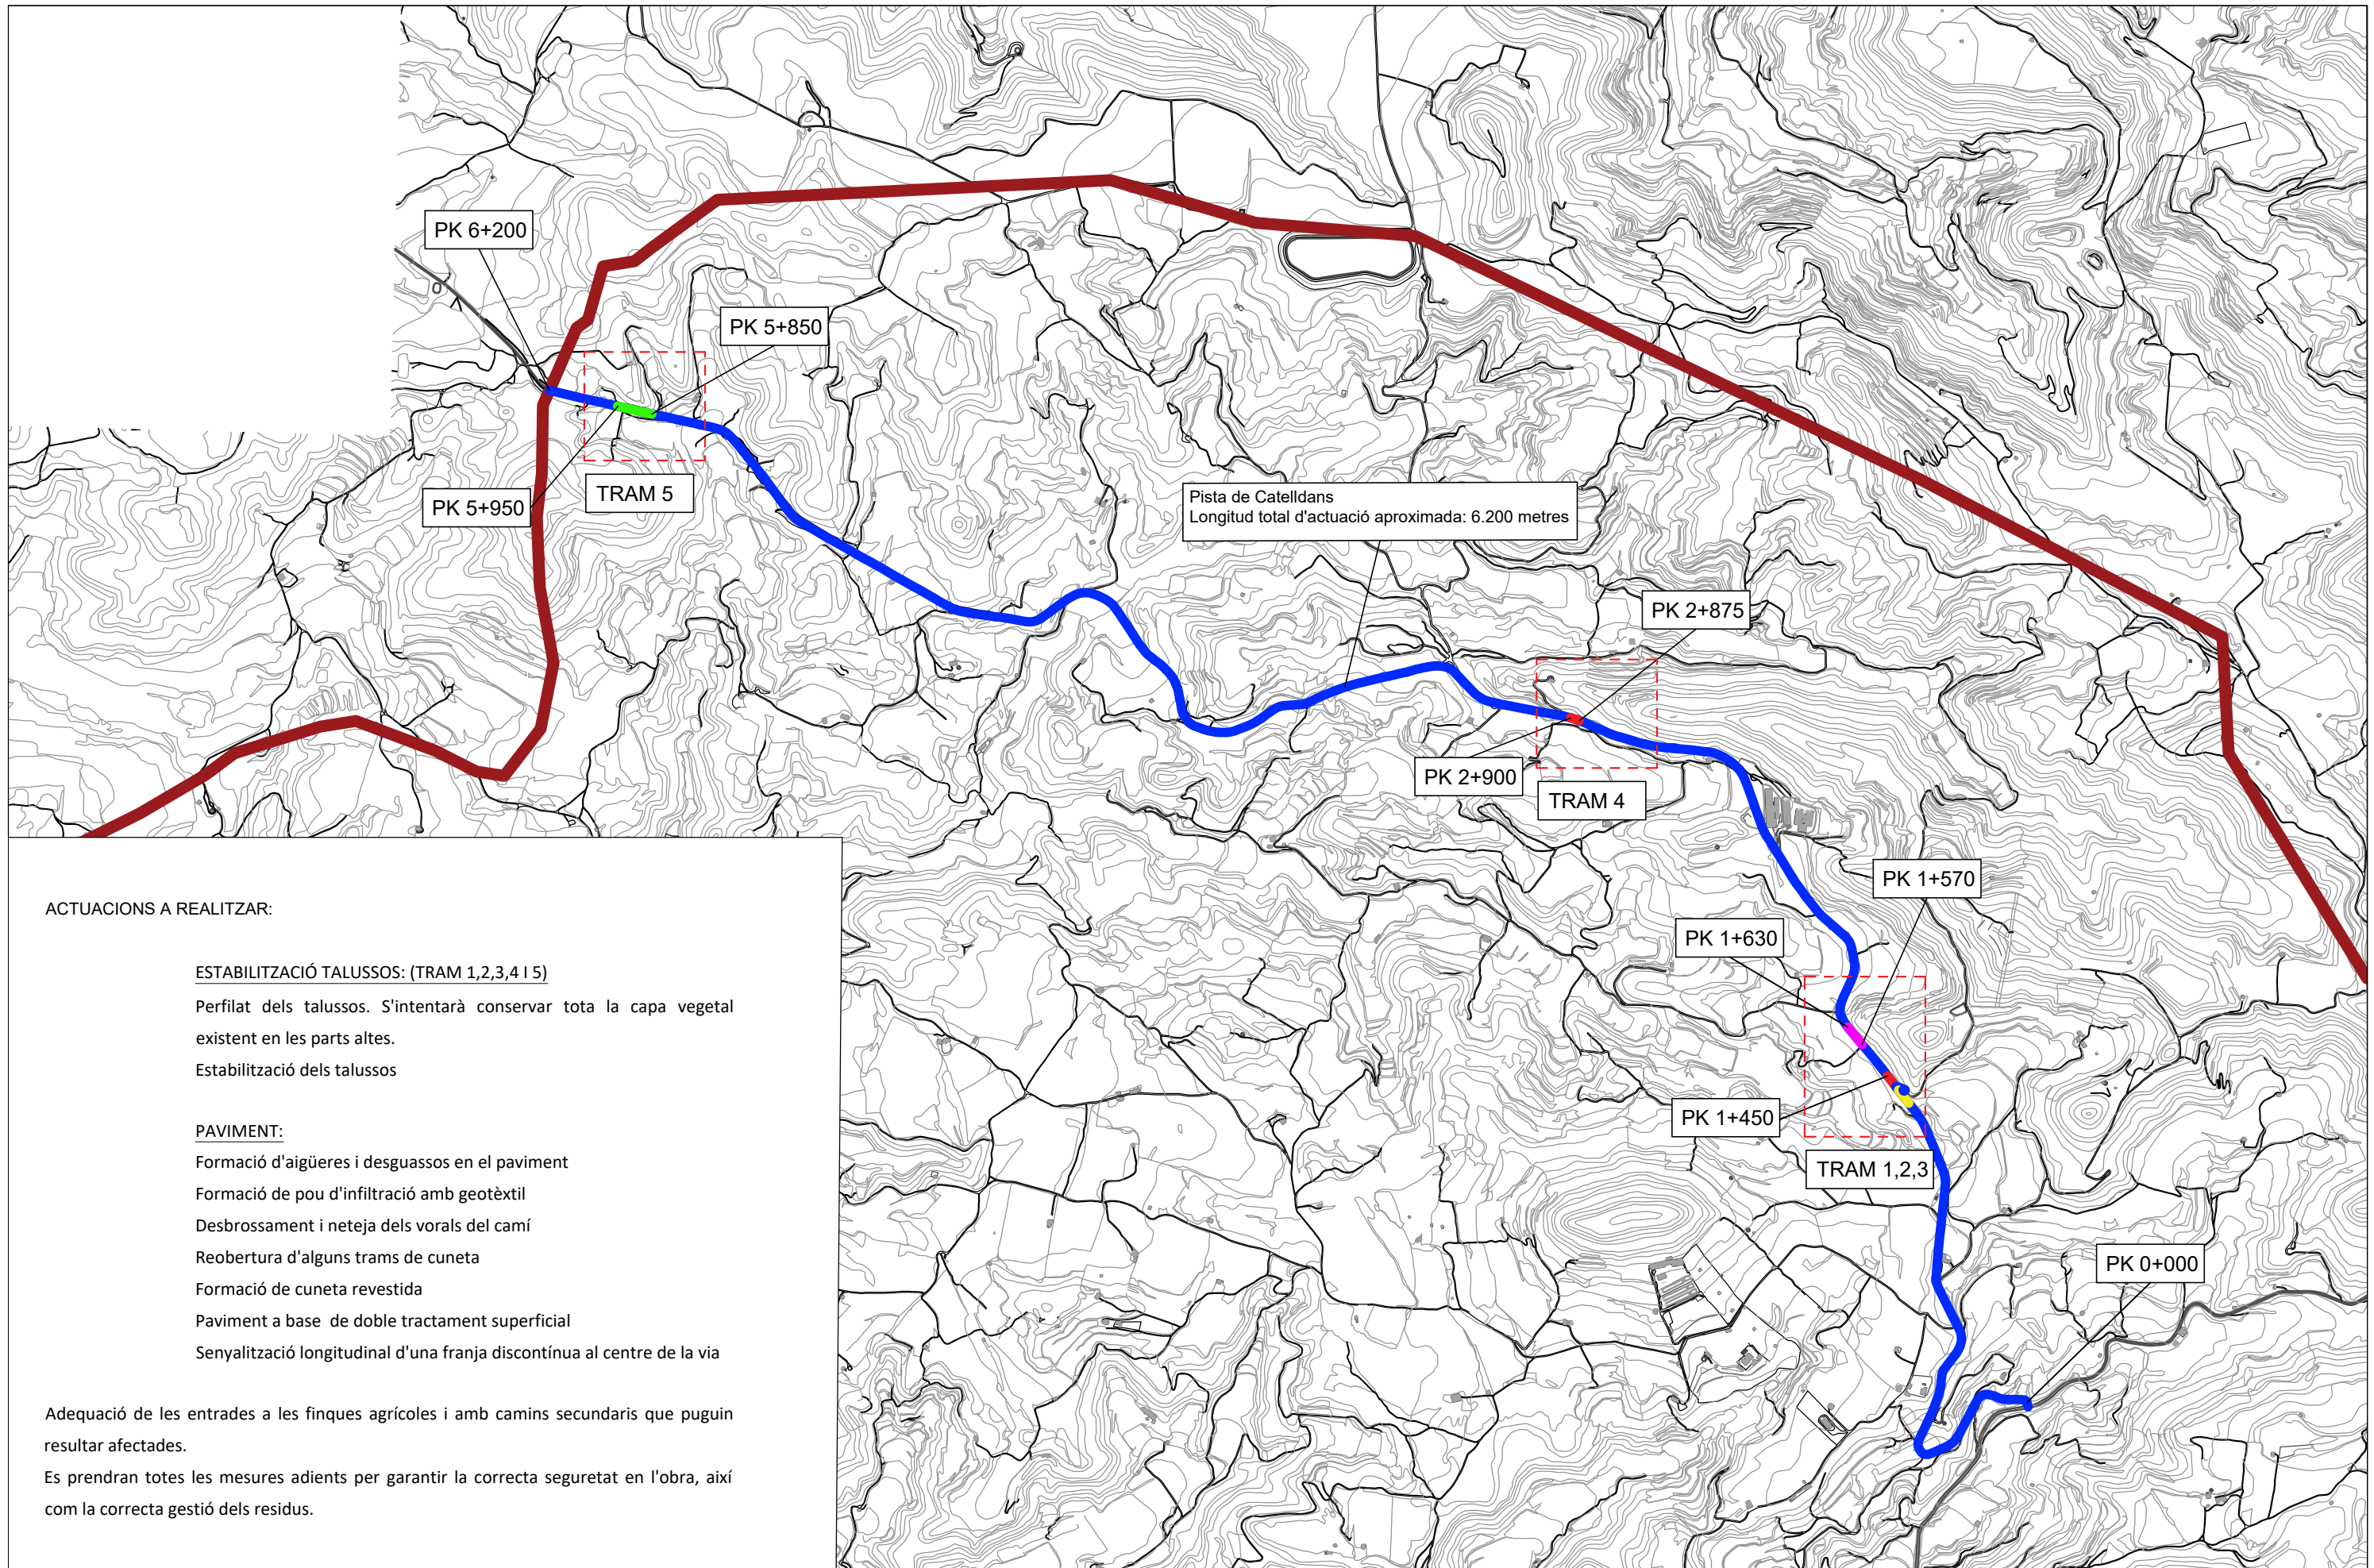 PK 6+200
PK 5+850
PK 5+950
TRAM 5
Pista de Catelldans
Longitud total d'actuació aproximada: 6.200 metres
PK 2+875
PK 2+900
TRAM 4
PK 1+570
PK 1+630
PK 1+450
TRAM 1,2,3
PK 0+000
ACTUACIONS A REALITZAR:
ESTABILITZACIÓ TALUSSOS: (TRAM 1,2,3,4 I 5)
Perfilat dels talussos. S'intentarà conservar tota la capa vegetal
existent en les parts altes.
Estabilització dels talussos
PAVIMENT:
Formació d'aigüeres i desguassos en el paviment
Formació de pou d'infiltració amb geotèxtil
Desbrossament i neteja dels vorals del camí
Reobertura d'alguns trams de cuneta
Formació de cuneta revestida
Paviment a base de doble tractament superficial
Senyalització longitudinal d'una franja discontínua al centre de la via
Adequació de les entrades a les finques agrícoles i amb camins secundaris que puguin
resultar afectades.
Es prendran totes les mesures adients per garantir la correcta seguretat en l'obra, així
com la correcta gestió dels residus.